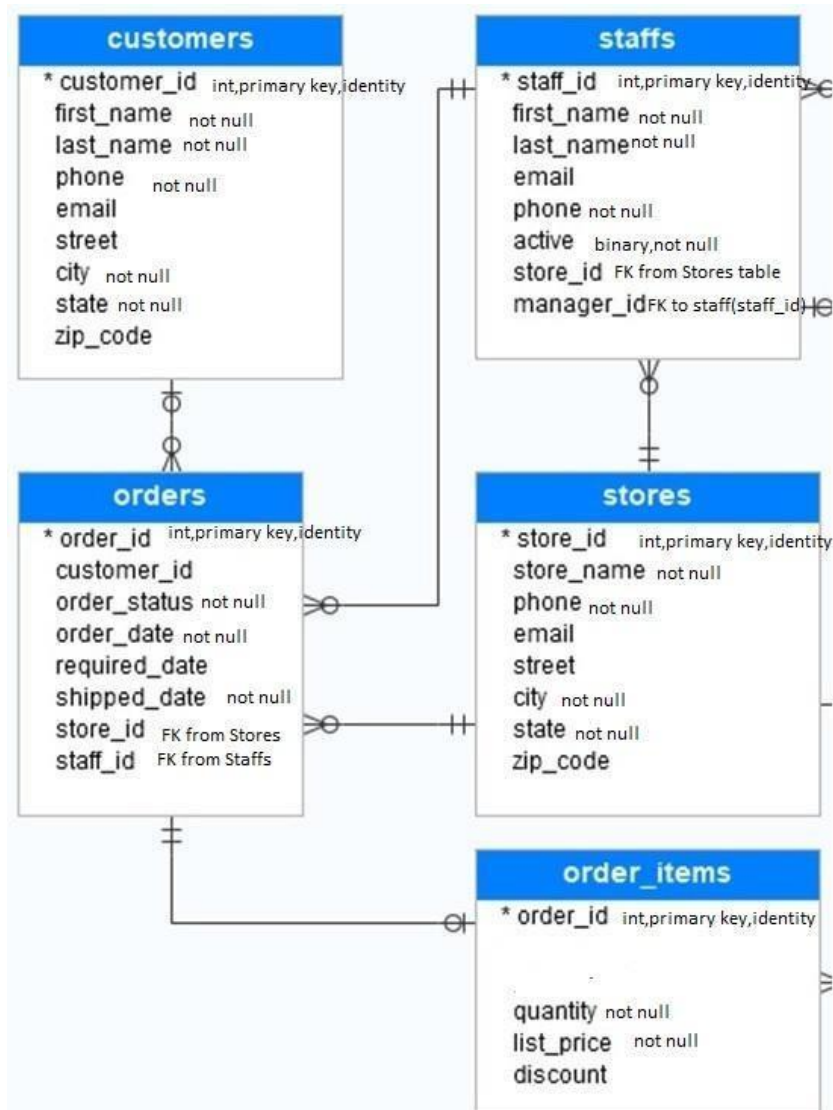 customers
* customer_id int,primary key,identity
first_name not null
last_name not null
phone not null
email
street
city not null
state not null
zip_code
staffs
* staff_id int,primary key,identity
first_name not null
last_name not null
email
phone not null
active binary,not null
store_id FK from Stores table
manager_id FK to staff(staff_id)
orders
* order_id int,primary key,identity
customer_id
order_status not null
order_date not null
required_date
shipped_date not null
store_id FK from Stores
staff_id FK from Staffs
stores
* store_id int,primary key,identity
store_name not null
phone not null
email
street
city not null
state not null
zip_code
order_items
* order_id int,primary key,identity
quantity not null
list_price not null
discount